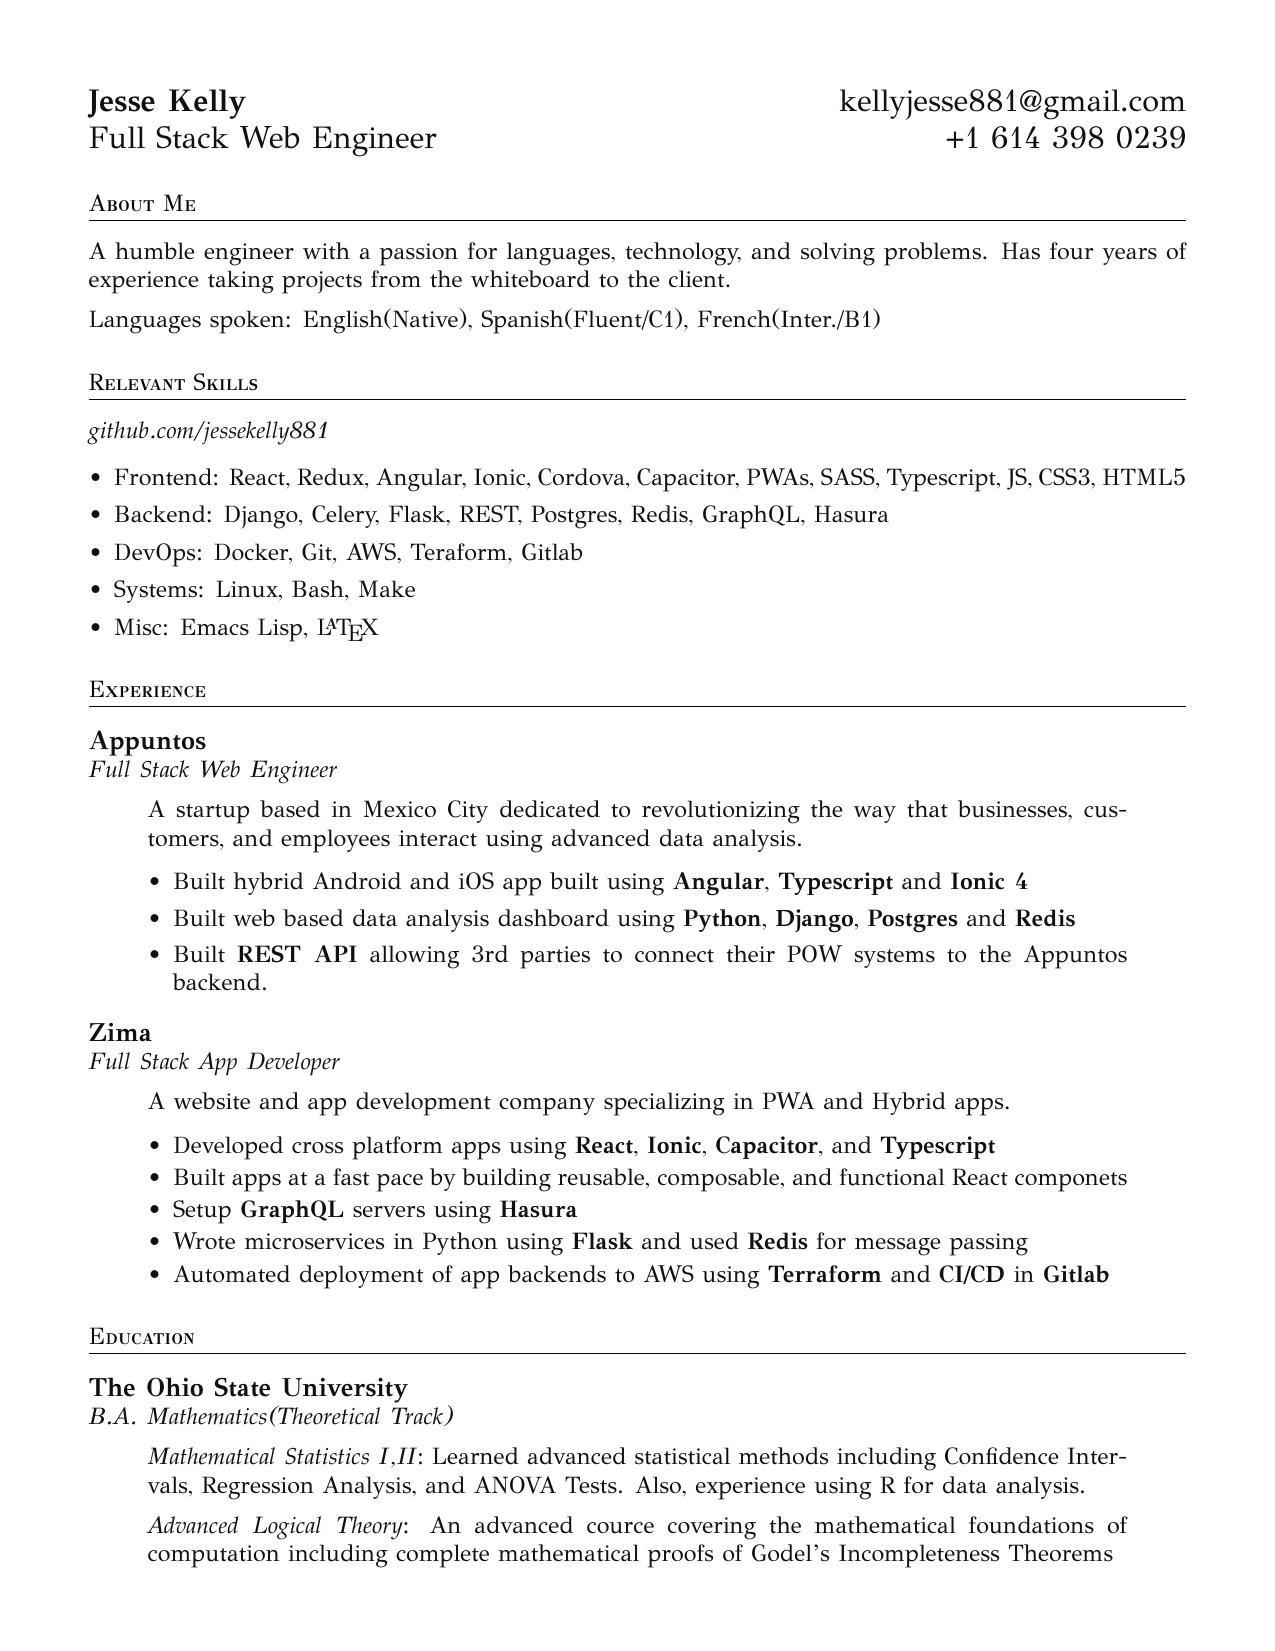 Jesse Kelly
kellyjesse881@gmail.com
Full Stack Web Engineer
+1 614 398 0239
About Me
A humble engineer with a passion for languages, technology, and solving problems. Has four years of
experience taking projects from the whiteboard to the client.
Languages spoken: English(Native), Spanish(Fluent/C1), French(Inter./B1)
Relevant Skills
github.com/jessekelly881
• Frontend: React, Redux, Angular, Ionic, Cordova, Capacitor, PWAs, SASS, Typescript, JS, CSS3, HTML5
• Backend: Django, Celery, Flask, REST, Postgres, Redis, GraphQL, Hasura
• DevOps: Docker, Git, AWS, Teraform, Gitlab
• Systems: Linux, Bash, Make
• Misc: Emacs Lisp, LATEX
Experience
Appuntos
Full Stack Web Engineer
A startup based in Mexico City dedicated to revolutionizing the way that businesses, cus-
tomers, and employees interact using advanced data analysis.
• Built hybrid Android and iOS app built using Angular, Typescript and Ionic 4
• Built web based data analysis dashboard using Python, Django, Postgres and Redis
• Built REST API allowing 3rd parties to connect their POW systems to the Appuntos
backend.
Zima
Full Stack App Developer
A website and app development company specializing in PWA and Hybrid apps.
• Developed cross platform apps using React, Ionic, Capacitor, and Typescript
• Built apps at a fast pace by building reusable, composable, and functional React componets
• Setup GraphQL servers using Hasura
• Wrote microservices in Python using Flask and used Redis for message passing
• Automated deployment of app backends to AWS using Terraform and CI/CD in Gitlab
Education
The Ohio State University
B.A. Mathematics(Theoretical Track)
Mathematical Statistics I,II: Learned advanced statistical methods including Confidence Inter-
vals, Regression Analysis, and ANOVA Tests. Also, experience using R for data analysis.
Advanced Logical Theory: An advanced cource covering the mathematical foundations of
computation including complete mathematical proofs of Godel's Incompleteness Theorems